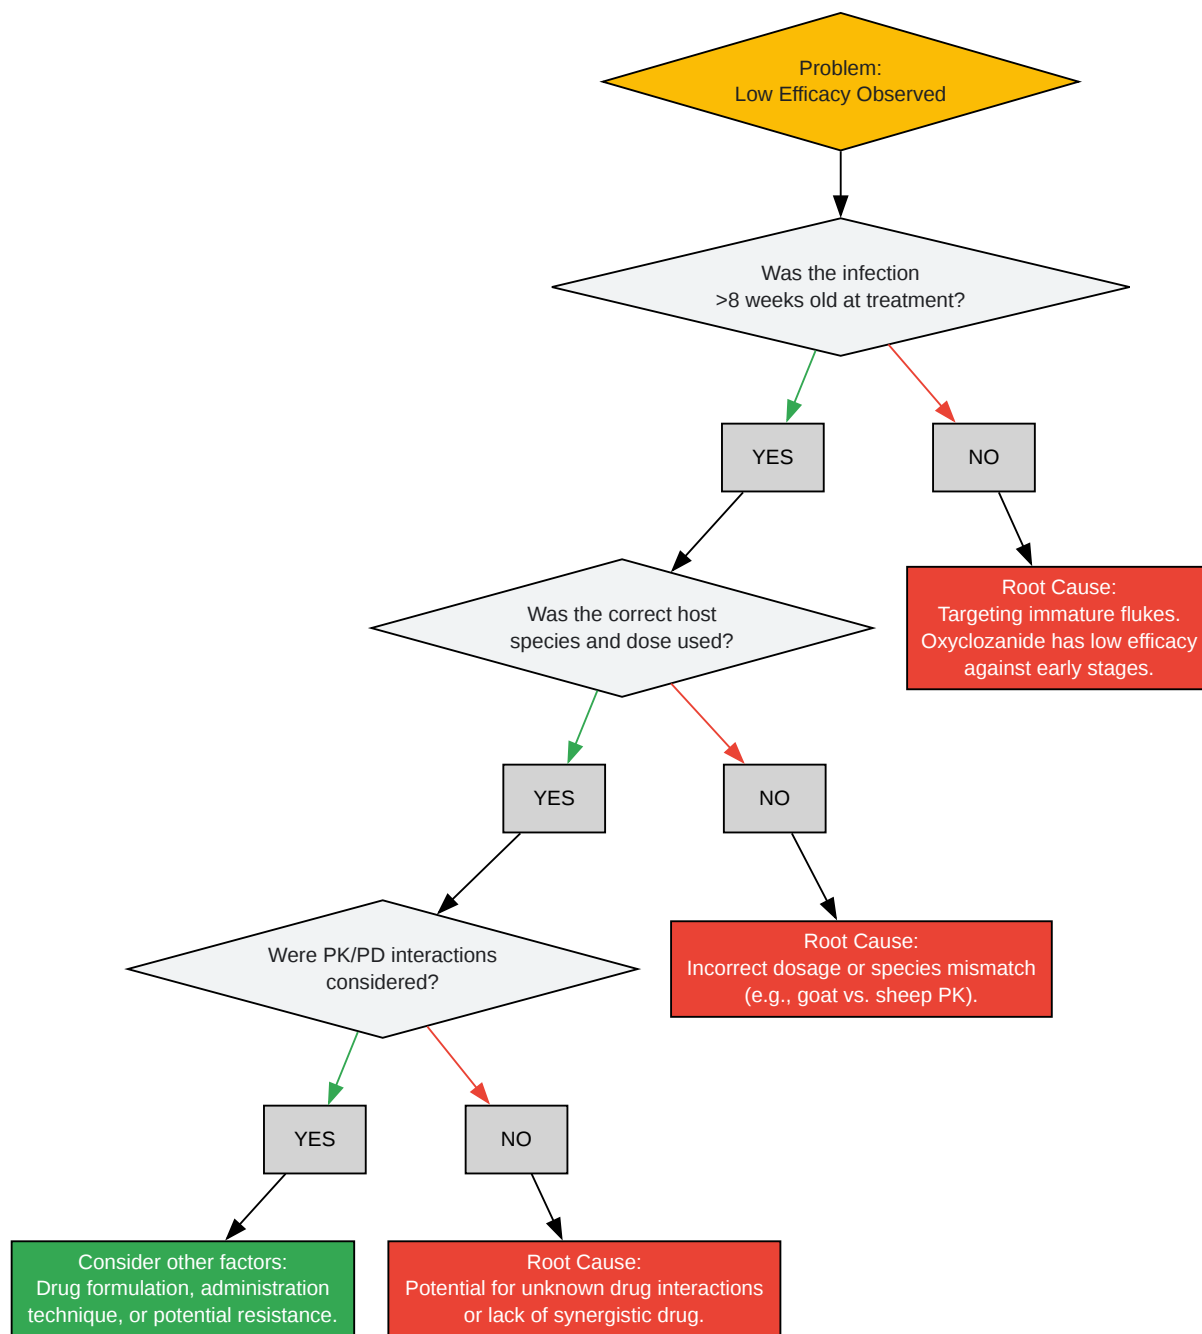 Problem:
Low Efficacy Observed
Was the infection
>8 weeks old at treatment?
YES
NO
Root Cause:
Targeting immature flukes.
Oxyclozanide has low efficacy
against early stages.
Was the correct host
species and dose used?
YES
NO
Root Cause:
Incorrect dosage or species mismatch
(e.g., goat vs. sheep PK).
Were PK/PD interactions
considered?
YES
NO
Consider other factors:
Drug formulation, administration
technique, or potential resistance.
Root Cause:
Potential for unknown drug interactions
or lack of synergistic drug.